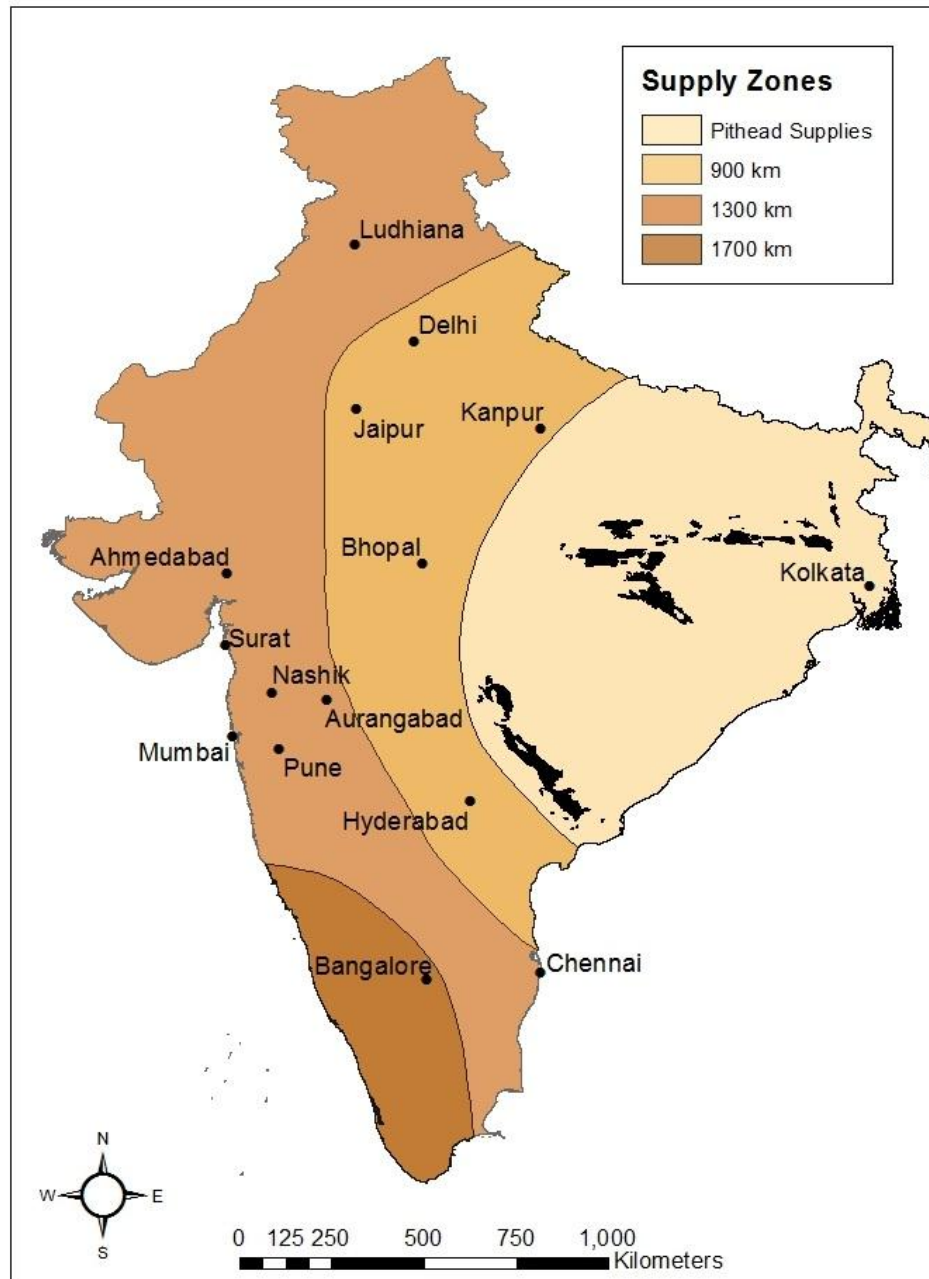 Supply Zones
Pithead Supplies
900 km
1300 km
1700 km
Ludhiana
Delhi
Jaipur
Kanpur
Bhopal
Ahmedabad
Kolkata
Surat
Nashik
Aurangabad
Mumbai
Pune
Hyderabad
Bangalore
Chennai
N
W E
S
0 125 250 500 750 1,000
Kilometers